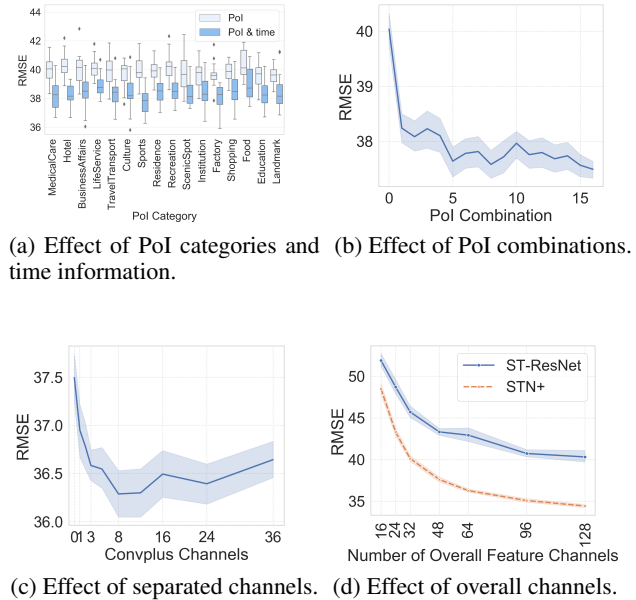 44
42
40
38
36
RMSE
PoI
PoI & time
MedicalCare
Hotel
BusinessAffairs
LifeService
TravelTransport
Culture
Sports
Residence
Recreation
ScenicSpot
Institution
Factory
Shopping
Food
Education
Landmark
PoI Category
(a) Effect of PoI categories and
time information.
40
39
38
RMSE
0 5 10 15
PoI Combination
(b) Effect of PoI combinations.
37.5
37.0
36.5
36.0
RMSE
0 1 3 8 16 24 36
Convplus Channels
(c) Effect of separated channels.
50
45
40
35
RMSE
ST-ResNet
STN+
16 24 32 48 64 96 128
Number of Overall Feature Channels
(d) Effect of overall channels.